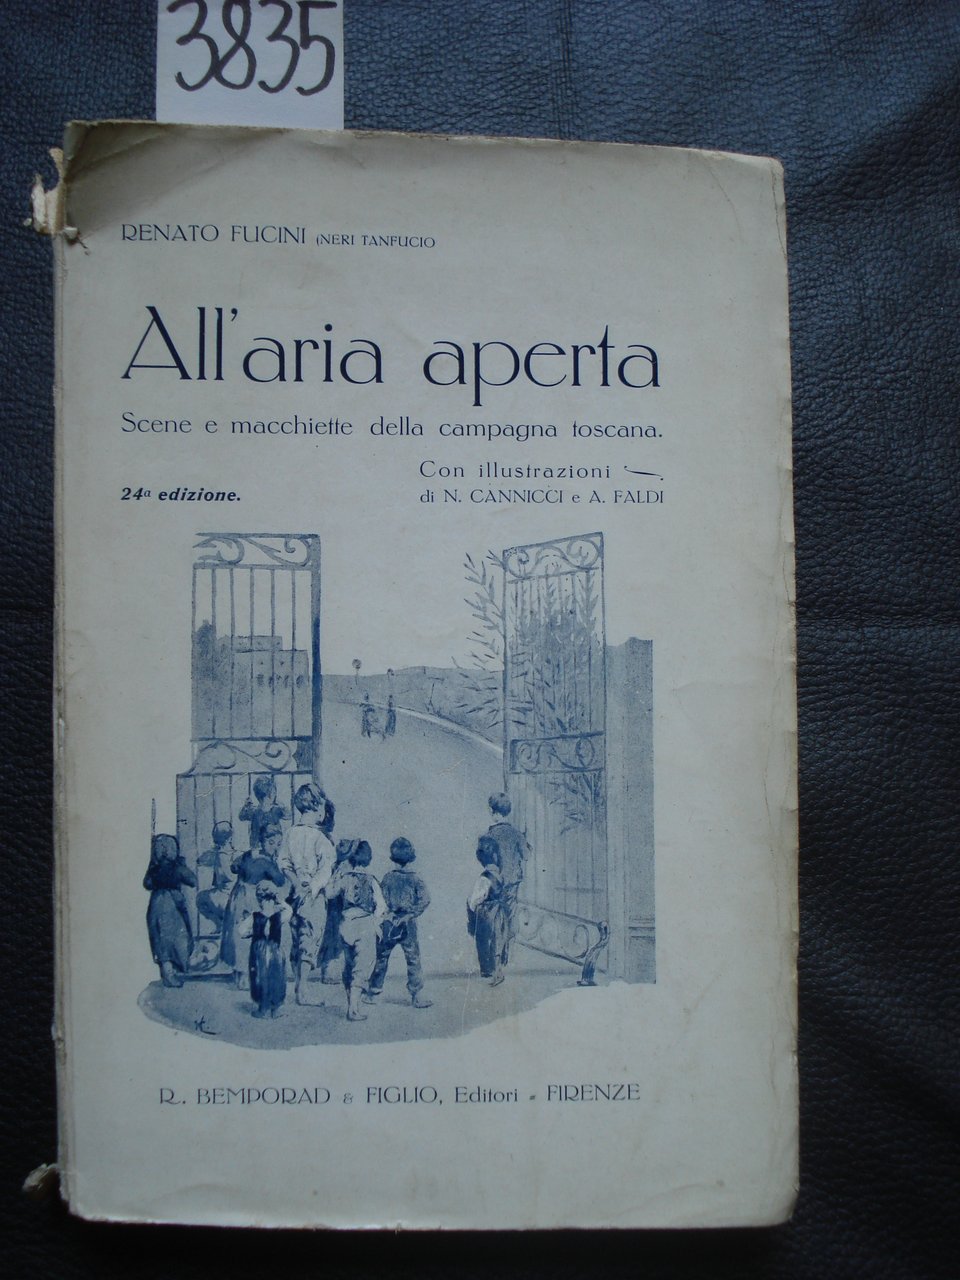 3835
RENATO FUCINI (NERI TANFUCIO
All'aria aperta
Scene e macchiette della campagna toscana.
Con illustrazioni
24a edizione.
di N. CANNICCI e A. FALDI
R. BEMPORAD & FIGLIO, Editori - FIRENZE